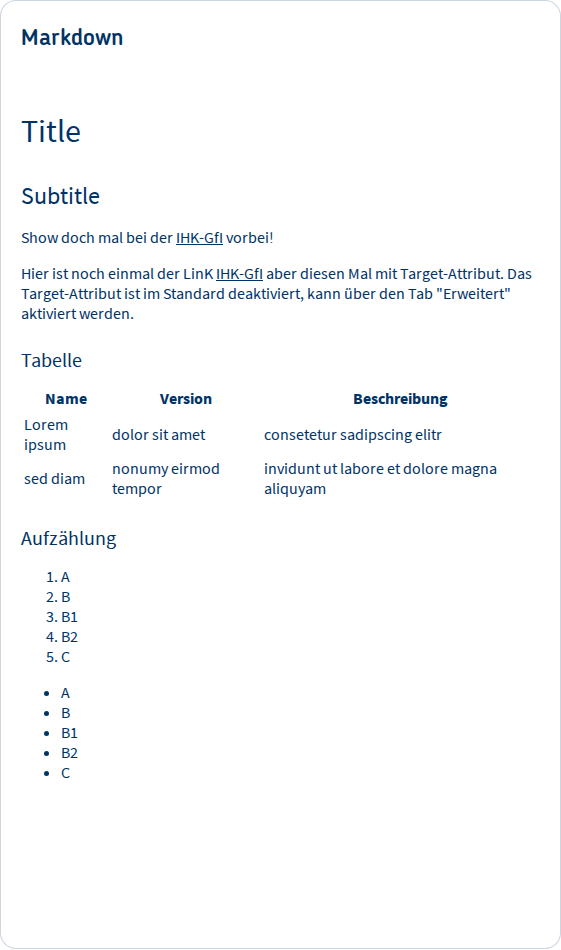 Markdown
Title
Subtitle
Show doch mal bei der IHK-GfI vorbei!
Hier ist noch einmal der LinK IHK-GfI aber diesen Mal mit Target-Attribut. Das
Target-Attribut ist im Standard deaktiviert, kann über den Tab "Erweitert"
aktiviert werden.
Tabelle
Name Version Beschreibung
Lorem
ipsum
dolor sit amet
consetetur sadipscing elitr
sed diam
nonumy eirmod
tempor
invidunt ut labore et dolore magna
aliquyam
Aufzählung
1. A
2. B
3. B1
4. B2
5. C
• A
• B
• B1
• B2
• C